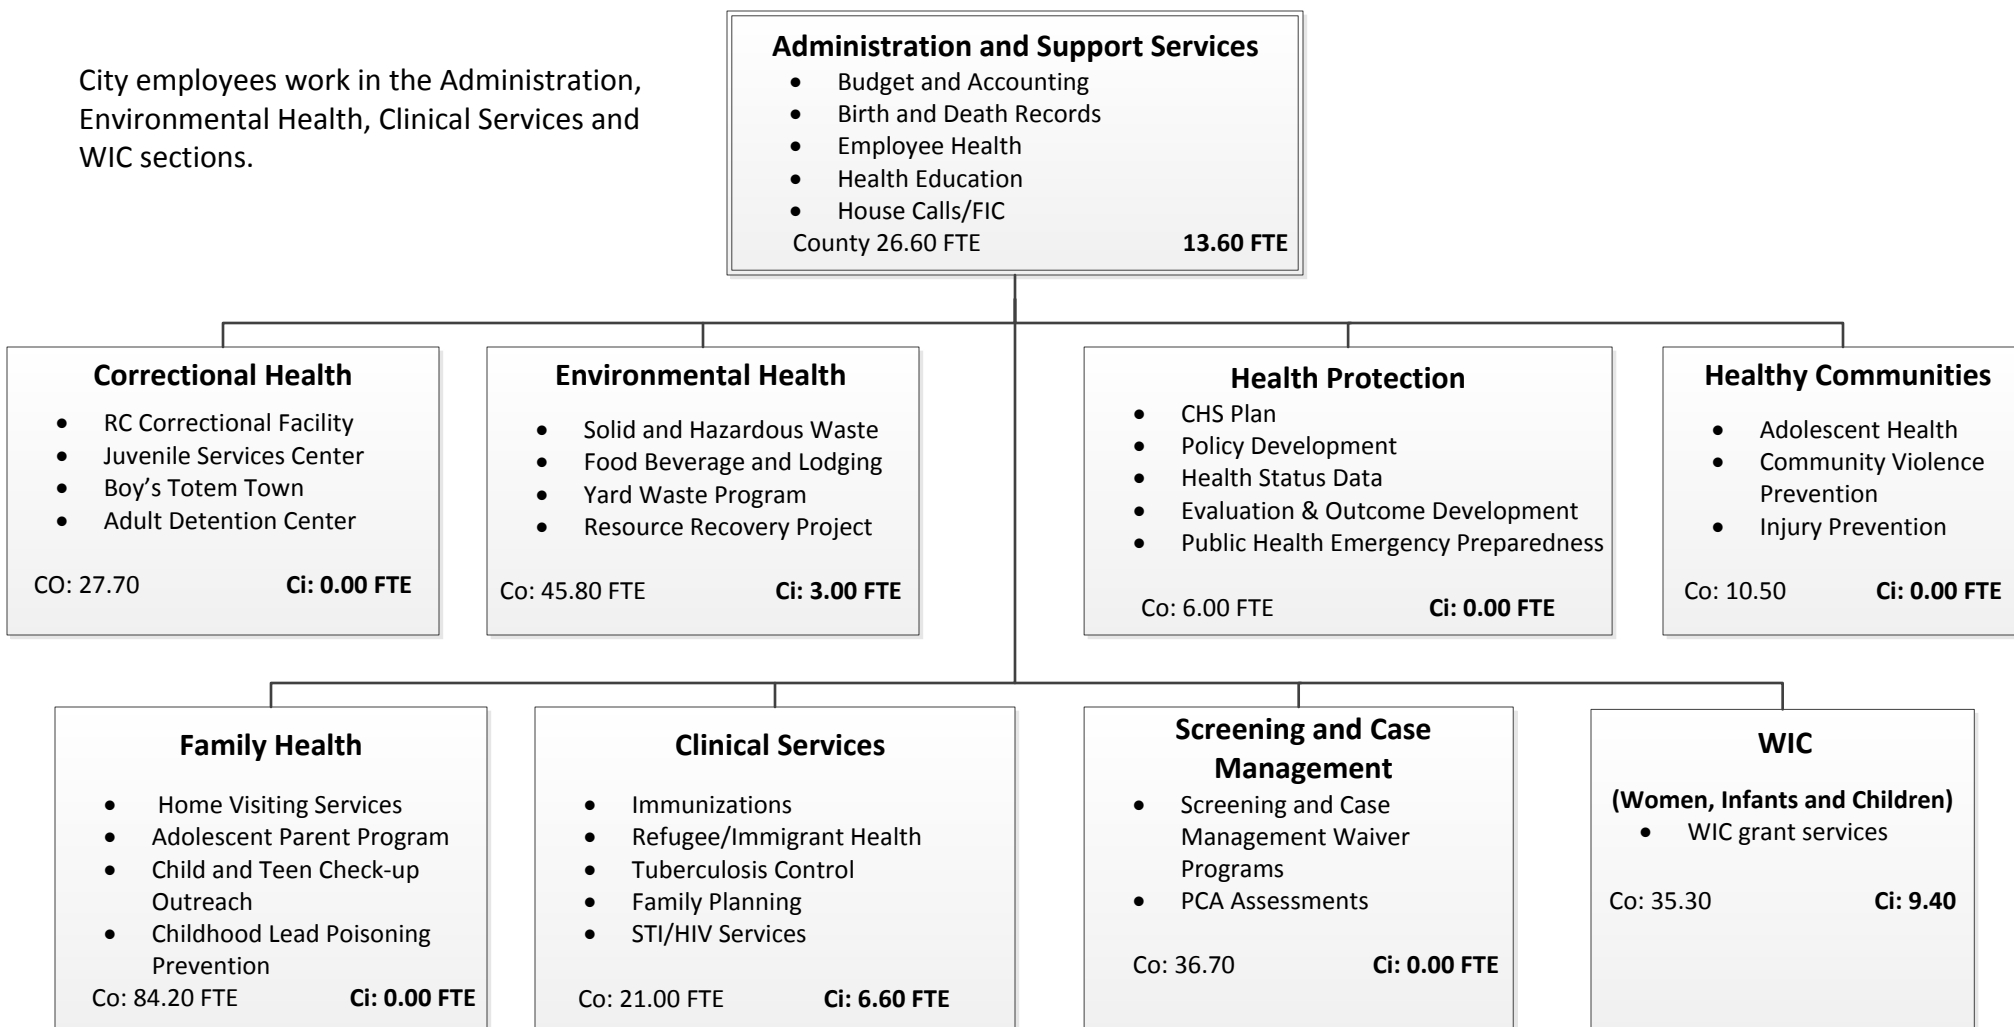 City employees work in the Administration,
Environmental Health, Clinical Services and
WIC sections.
Administration and Support Services
• Budget and Accounting
• Birth and Death Records
• Employee Health
• Health Education
• House Calls/FIC
County 26.60 FTE 13.60 FTE
Correctional Health
• RC Correctional Facility
• Juvenile Services Center
• Boy's Totem Town
• Adult Detention Center
CO: 27.70 Ci: 0.00 FTE
Environmental Health
• Solid and Hazardous Waste
• Food Beverage and Lodging
• Yard Waste Program
• Resource Recovery Project
Co: 45.80 FTE Ci: 3.00 FTE
Health Protection
• CHS Plan
• Policy Development
• Health Status Data
• Evaluation & Outcome Development
• Public Health Emergency Preparedness
Co: 6.00 FTE Ci: 0.00 FTE
Healthy Communities
• Adolescent Health
• Community Violence
Prevention
• Injury Prevention
Co: 10.50 Ci: 0.00 FTE
Family Health
• Home Visiting Services
• Adolescent Parent Program
• Child and Teen Check-up
Outreach
• Childhood Lead Poisoning
Prevention
Co: 84.20 FTE Ci: 0.00 FTE
Clinical Services
• Immunizations
• Refugee/Immigrant Health
• Tuberculosis Control
• Family Planning
• STI/HIV Services
Co: 21.00 FTE Ci: 6.60 FTE
Screening and Case
Management
• Screening and Case
Management Waiver
Programs
• PCA Assessments
Co: 36.70 Ci: 0.00 FTE
WIC
(Women, Infants and Children)
• WIC grant services
Co: 35.30 Ci: 9.40